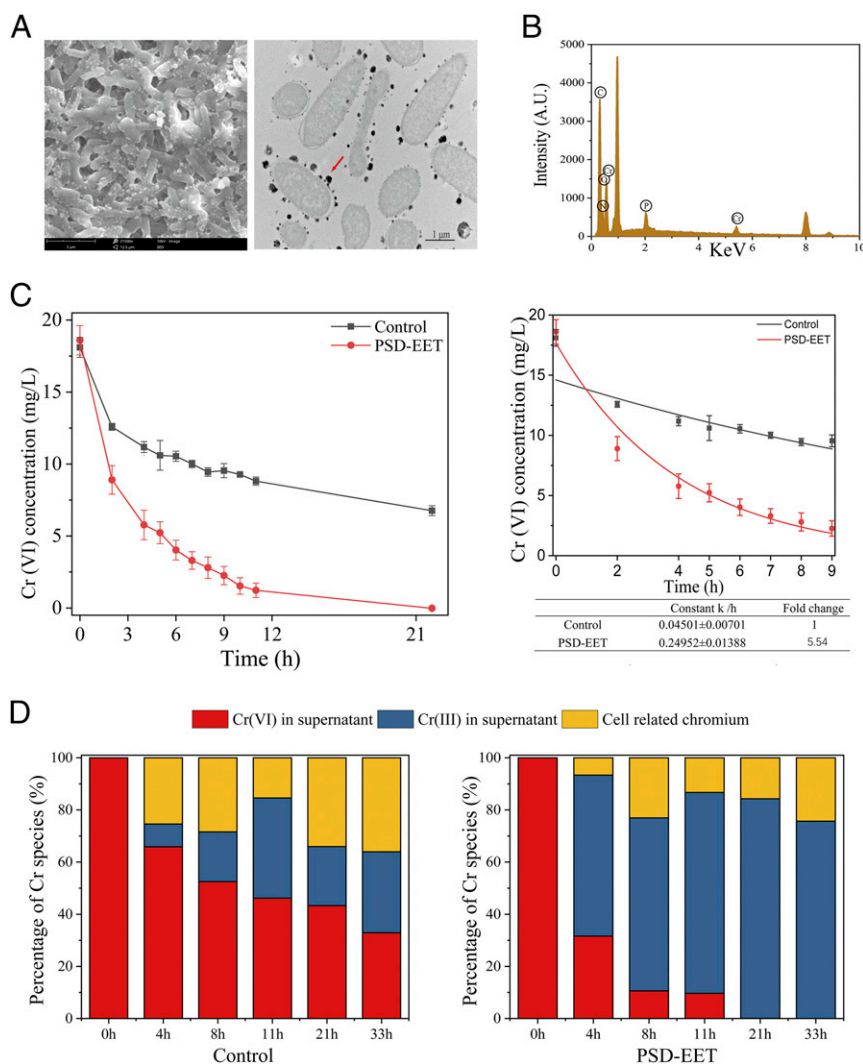 A
1 μm
B
Intensity (A.U.)
5000
4000
3000
2000
1000
0
C
O
Cr
N
P
Cr
0 2 4 6 8 10
KeV
C
Cr (VI) concentration (mg/L)
20
15
10
5
0
Control
PSD-EET
0 3 6 9 12 21
Time (h)
Cr (VI) concentration (mg/L)
20
15
10
5
0
Control
PSD-EET
0 2 4 5 6 7 8 9
Time (h)
Constant k /h Fold change
Control 0.04501±0.00701 1
PSD-EET 0.24952±0.01388 5.54
D
Cr(VI) in supernatant Cr(III) in supernatant Cell related chromium
Percentage of Cr species (%)
100
80
60
40
20
0
0h 4h 8h 11h 21h 33h
Control
Percentage of Cr species (%)
100
80
60
40
20
0
0h 4h 8h 11h 21h 33h
PSD-EET